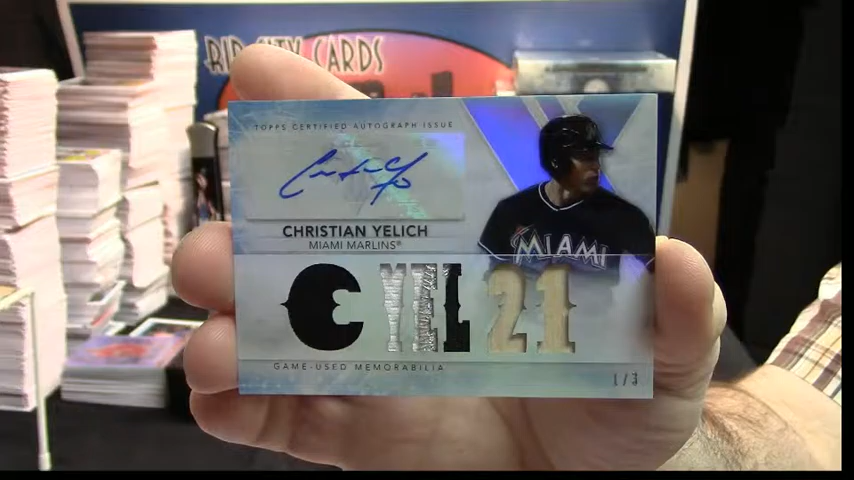 RIP CITY CARDS
TOPPS CERTIFIED AUTOGRAPH ISSUE
CHRISTIAN YELICH
MIAMI MARLINS®
MIAMI
C YEL 21
GAME-USED MEMORABILIA
1/3